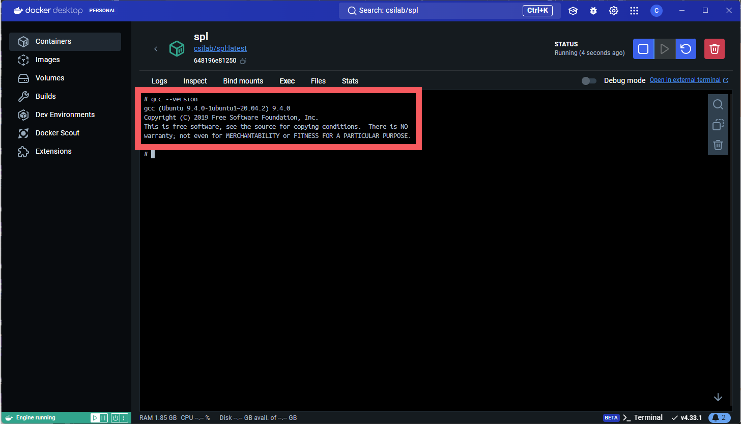 docker desktop PERSONAL
Search: csilab/spl
Ctrl+K
C
Containers
Images
Volumes
Builds
Dev Environments
Docker Scout
Extensions
spl
csilab/spl:latest
648196e81250
STATUS
Running (4 seconds ago)
Logs Inspect Bind mounts Exec Files Stats
Debug mode Open in external terminal
# gcc --version
gcc (Ubuntu 9.4.0-1ubuntu1~20.04.2) 9.4.0
Copyright (C) 2019 Free Software Foundation, Inc.
This is free software; see the source for copying conditions.  There is NO
warranty; not even for MERCHANTABILITY or FITNESS FOR A PARTICULAR PURPOSE.
#
Engine running
RAM 1.85 GB CPU --.-- % Disk --.-- GB avail. of --.-- GB
BETA >_ Terminal v4.33.1 2